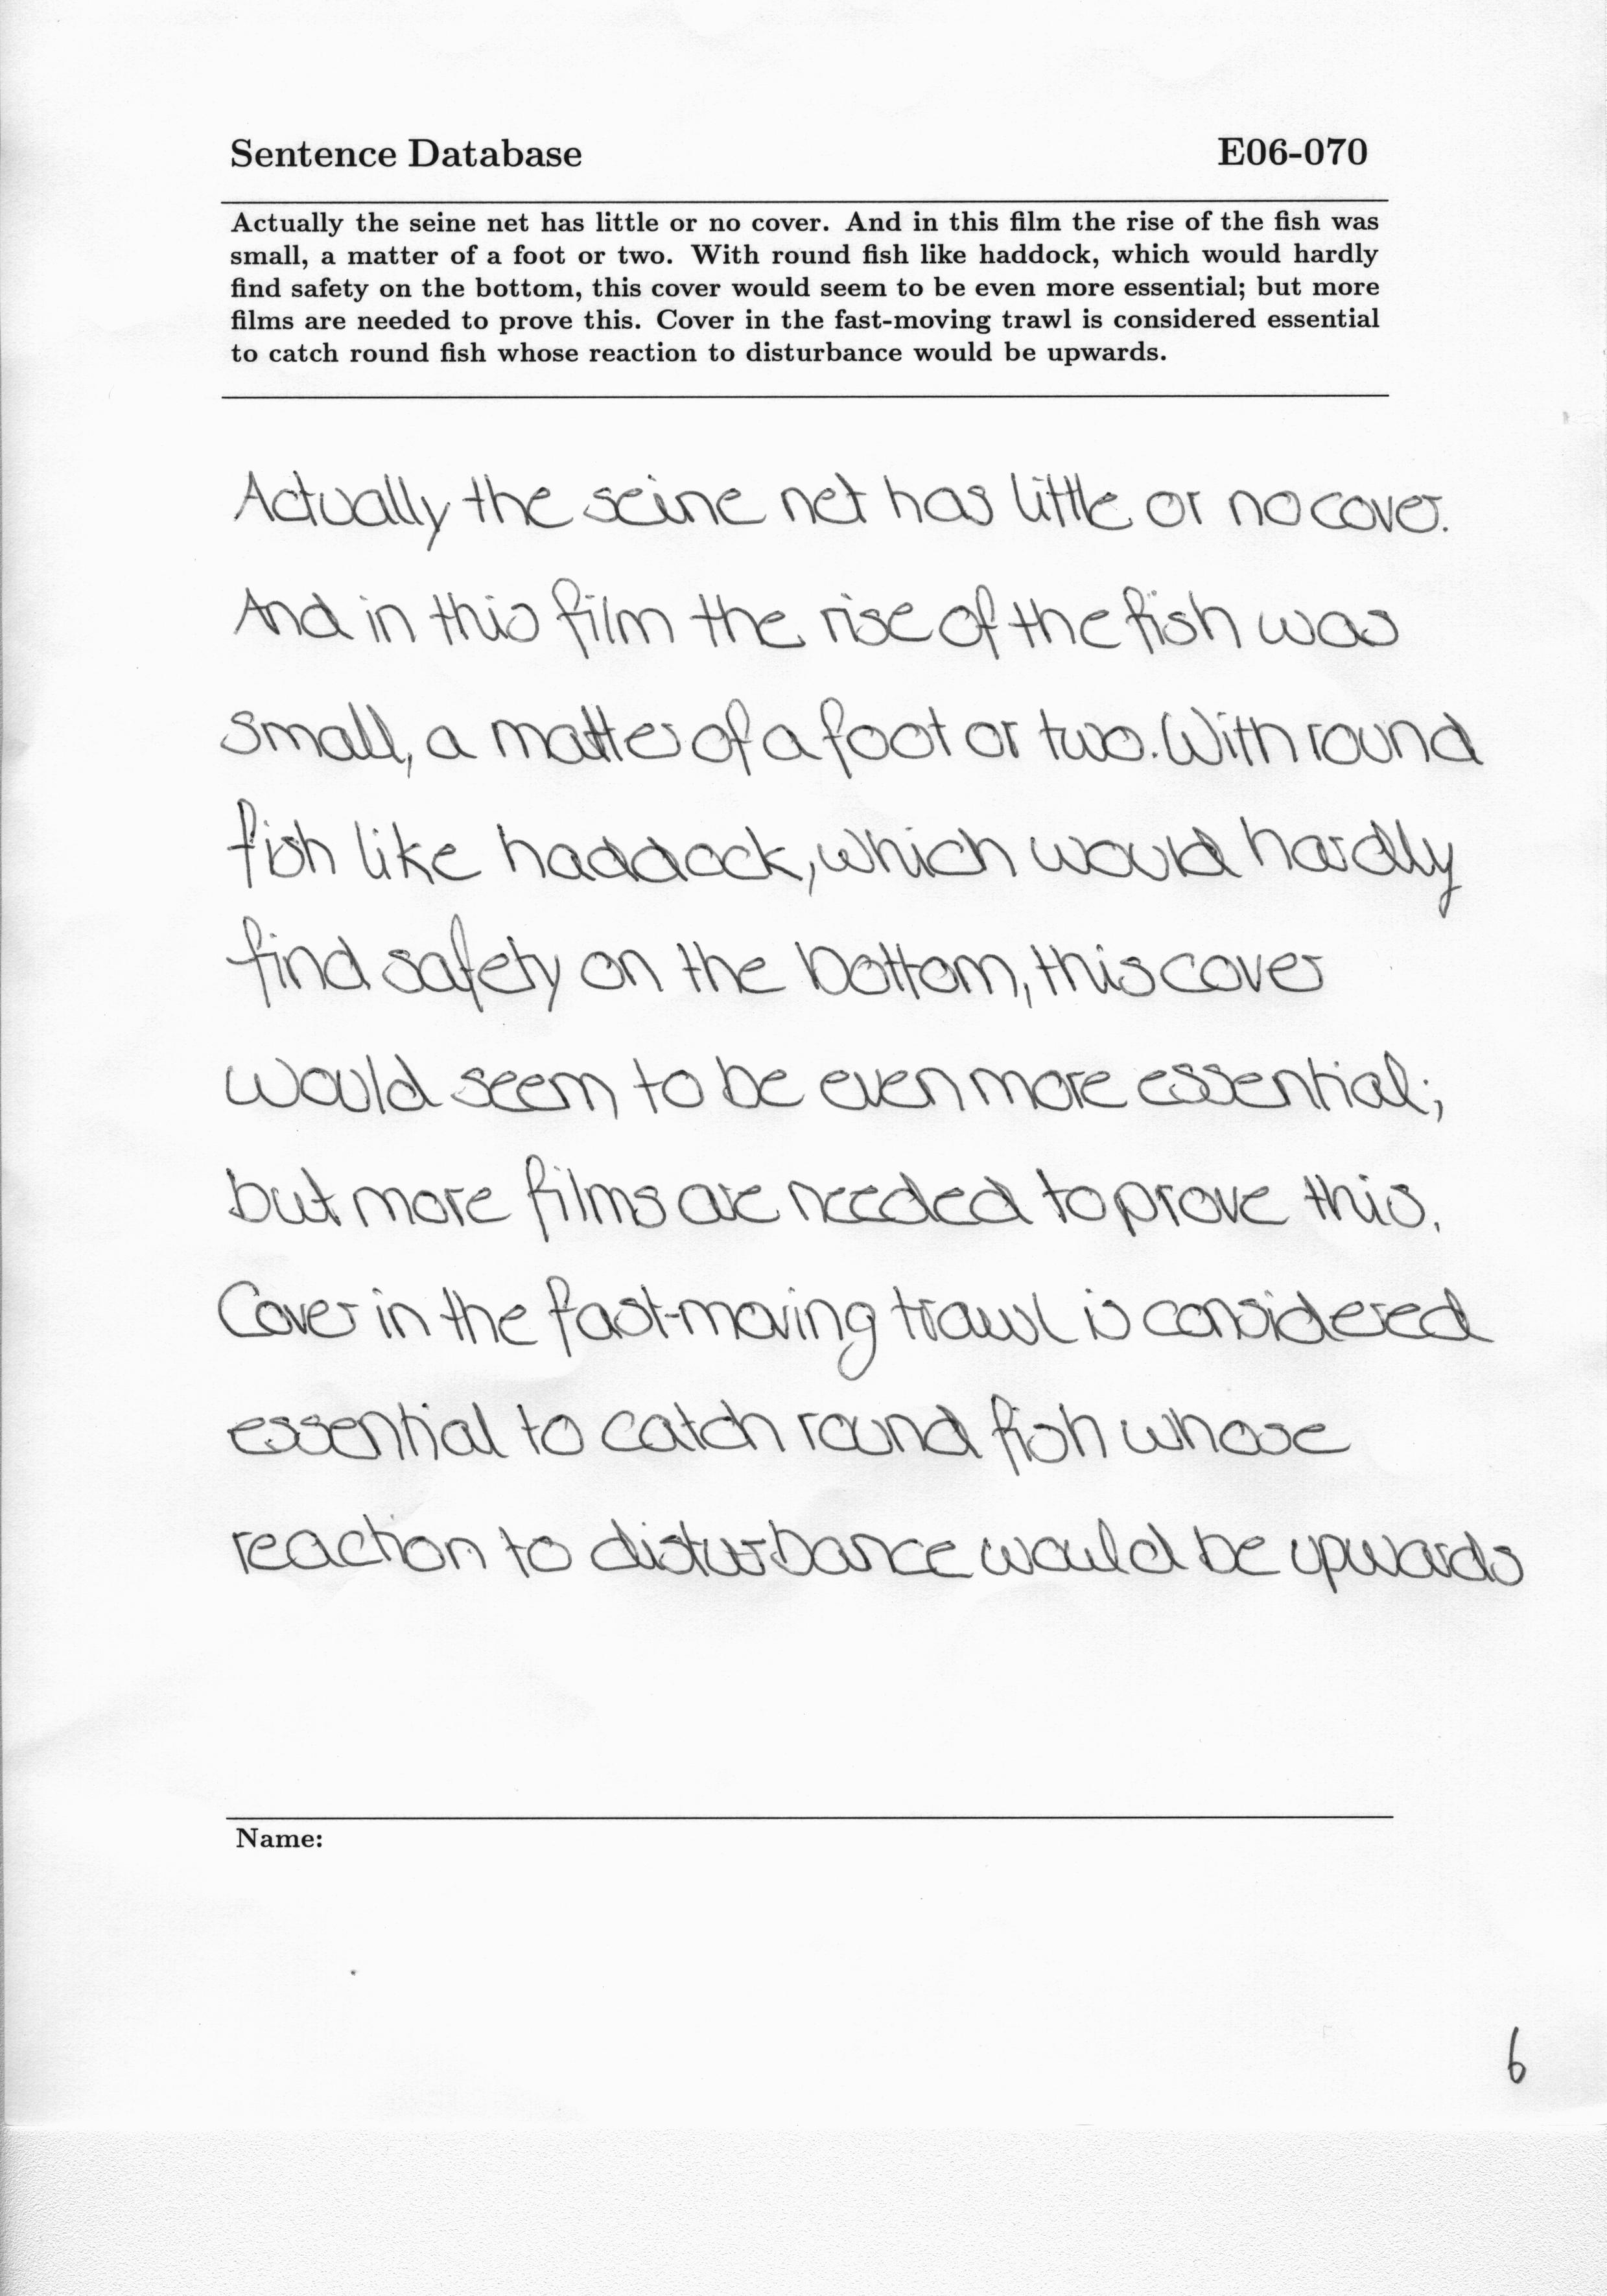 Sentence Database E06-070
Actually the seine net has little or no cover. And in this film the rise of the fish was
small, a matter of a foot or two. With round fish like haddock, which would hardly
find safety on the bottom, this cover would seem to be even more essential; but more
films are needed to prove this. Cover in the fast-moving trawl is considered essential
to catch round fish whose reaction to disturbance would be upwards.
Actually the seine net has little or no cover.
And in this film the rise of the fish was
small, a matter of a foot or two. With round
fish like haddock, which would hardly
find safety on the bottom, this cover
would seem to be even more essential;
but more films are needed to prove this.
Cover in the fast-moving trawl is considered
essential to catch round fish whose
reaction to disturbance would be upwards
Name:
6